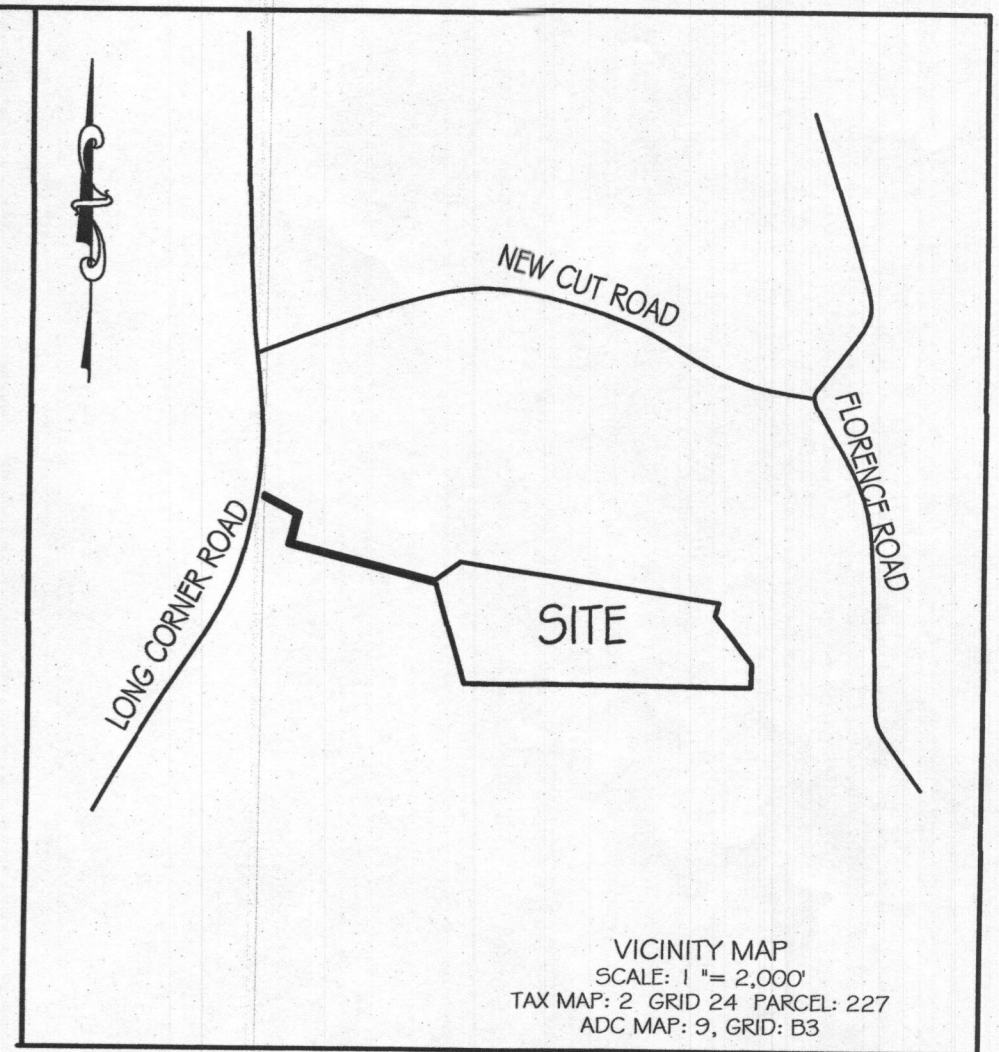 NEW CUT ROAD
FLORENCE ROAD
LONG CORNER ROAD
SITE
VICINITY MAP
SCALE: 1 "= 2,000'
TAX MAP: 2 GRID 24 PARCEL: 227
ADC MAP: 9, GRID: B3